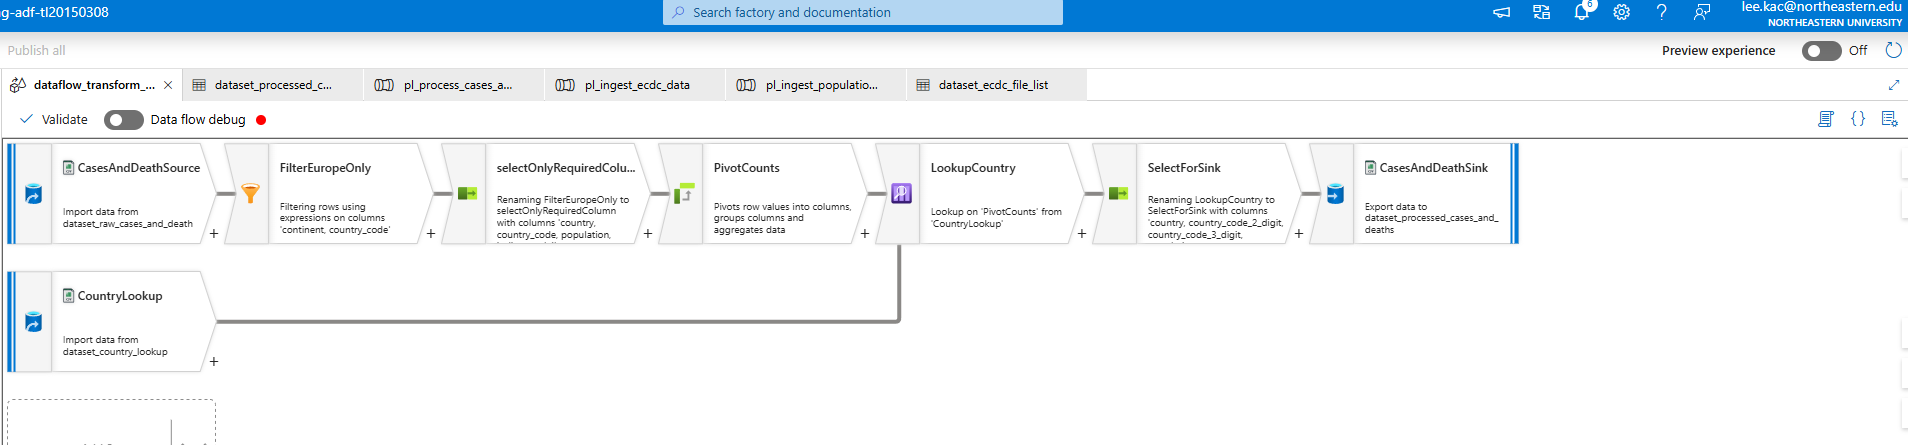 g-adf-tl20150308
Search factory and documentation
6
?
lee.kac@northeastern.edu
NORTHEASTERN UNIVERSITY
Publish all
Preview experience
Off
dataflow_transform_...
dataset_processed_c...
pl_process_cases_a...
pl_ingest_ecdc_data
pl_ingest_populatio...
dataset_ecdc_file_list
Validate
Data flow debug
{}
CasesAndDeathSource
Import data from
dataset_raw_cases_and_death
+
FilterEuropeOnly
Filtering rows using
expressions on columns
'continent, country_code'
+
selectOnlyRequiredColu...
Renaming FilterEuropeOnly to
selectOnlyRequiredColumn
with columns 'country,
country_code, population,
+
PivotCounts
Pivots row values into columns,
groups columns and
aggregates data
+
LookupCountry
Lookup on 'PivotCounts' from
'CountryLookup'
+
SelectForSink
Renaming LookupCountry to
SelectForSink with columns
'country, country_code_2_digit,
country_code_3_digit,
+
CasesAndDeathSink
Export data to
dataset_processed_cases_and_
deaths
CountryLookup
Import data from
dataset_country_lookup
+